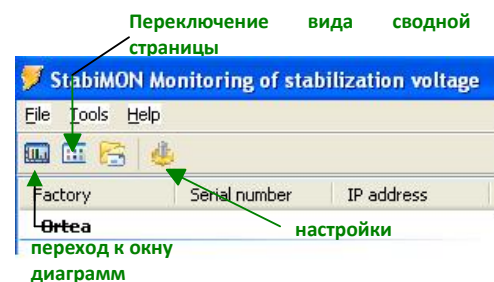 Переключение вида сводной
страницы
StabiMON Monitoring of stabilization voltage
File Tools Help
Factory Serial number IP address
Ortea
настройки
переход к окну
диаграмм